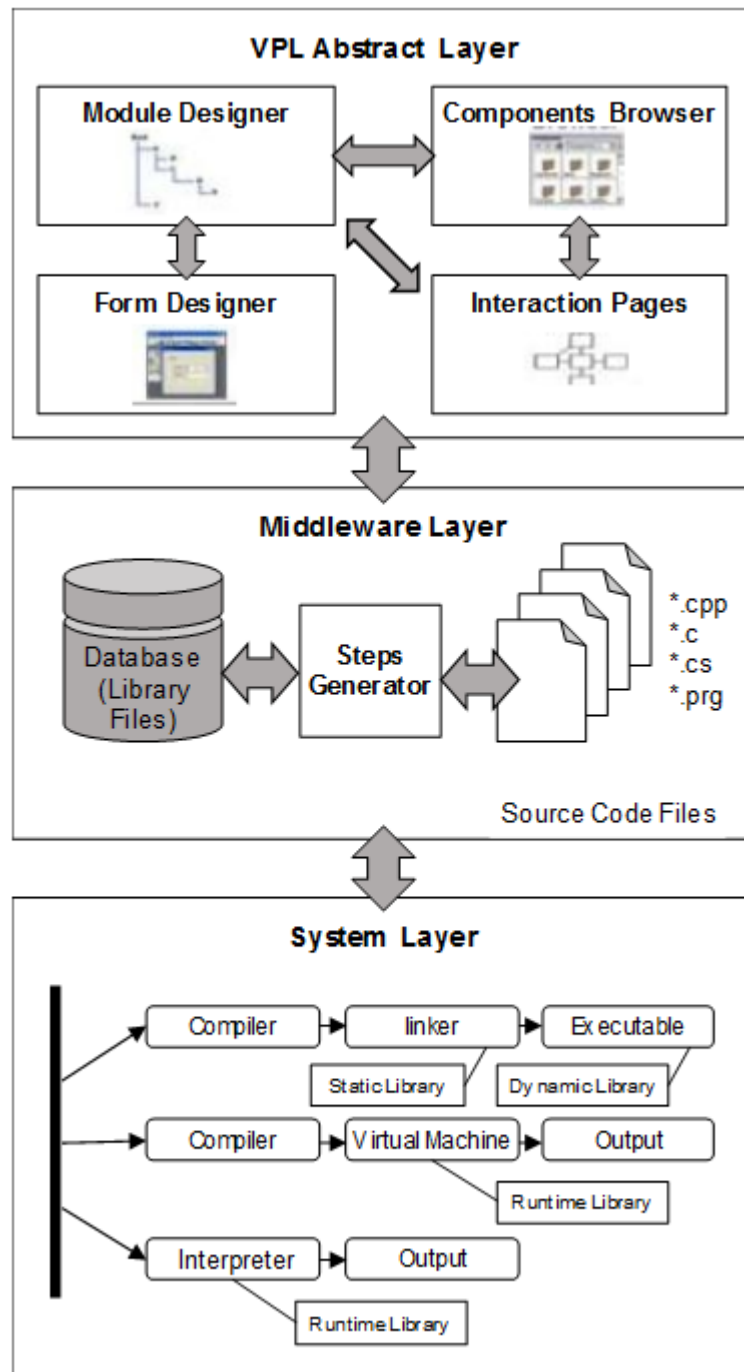 VPL Abstract Layer
Module Designer
Components Browser
Form Designer
Interaction Pages
Middleware Layer
Database
(Library
Files)
Steps
Generator
*.cpp
*.c
*.cs
*.prg
Source Code Files
System Layer
Compiler
linker
Executable
Static Library
Dynamic Library
Compiler
Virtual Machine
Output
Runtime Library
Interpreter
Output
Runtime Library